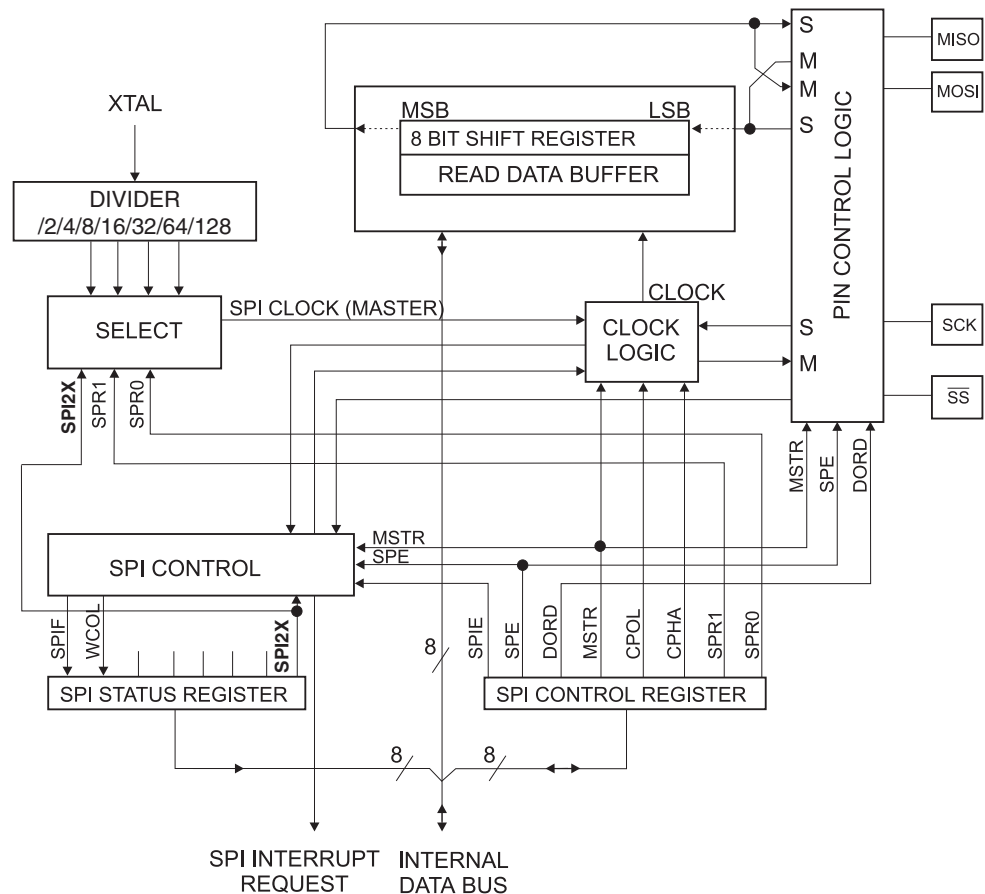 S
MISO
M
M
MOSI
XTAL
MSB
LSB
S
8 BIT SHIFT REGISTER
READ DATA BUFFER
PIN CONTROL LOGIC
DIVIDER
/2/4/8/16/32/64/128
SPI CLOCK (MASTER)
CLOCK
SELECT
CLOCK
LOGIC
S
M
SCK
SS
SPI2X
SPR1
SPR0
MSTR
SPE
DORD
MSTR
SPE
SPI CONTROL
SPIF
WCOL
SPI2X
8
SPIE
SPE
DORD
MSTR
CPOL
CPHA
SPR1
SPR0
SPI STATUS REGISTER
SPI CONTROL REGISTER
8
8
SPI INTERRUPT
REQUEST
INTERNAL
DATA BUS